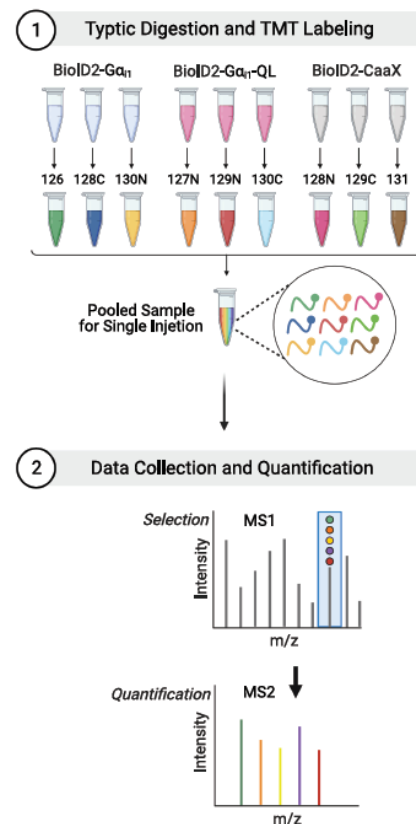 1 Typtic Digestion and TMT Labeling
BioID2-Gαi1 BioID2-Gαi1-QL BioID2-CaaX
126 128C 130N 127N 129N 130C 128N 129C 131
Pooled Sample
for Single Injetion
2 Data Collection and Quantification
Selection MS1
Intensity
m/z
Quantification MS2
Intensity
m/z